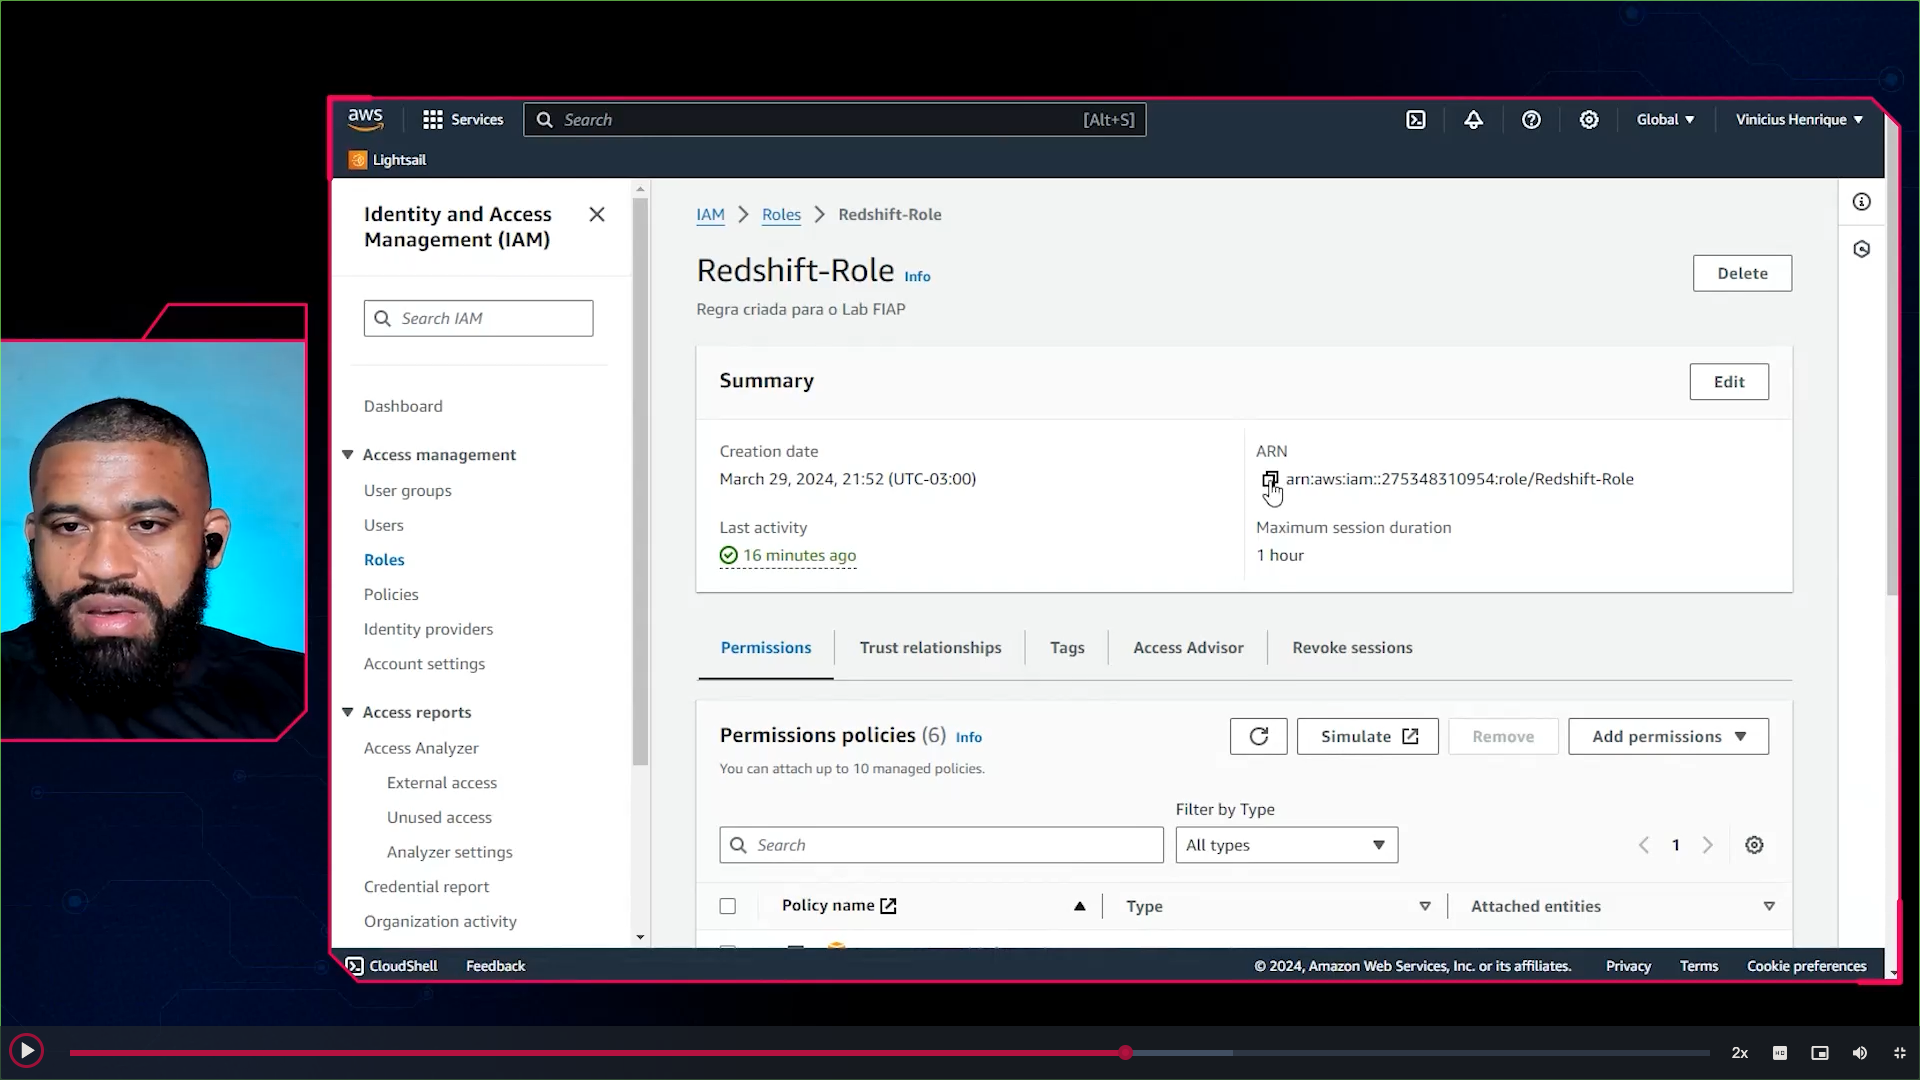 aws
Services
Search
[Alt+S]
Global
Vinicius Henrique
Lightsail
Identity and Access
Management (IAM)
Search IAM
Dashboard
Access management
User groups
Users
Roles
Policies
Identity providers
Account settings
Access reports
Access Analyzer
External access
Unused access
Analyzer settings
Credential report
Organization activity
IAM
Roles
Redshift-Role
Redshift-Role Info
Delete
Regra criada para o Lab FIAP
Summary
Edit
Creation date
March 29, 2024, 21:52 (UTC-03:00)
ARN
arn:aws:iam::275348310954:role/Redshift-Role
Last activity
16 minutes ago
Maximum session duration
1 hour
Permissions
Trust relationships
Tags
Access Advisor
Revoke sessions
Permissions policies (6) Info
Simulate
Remove
Add permissions
You can attach up to 10 managed policies.
Filter by Type
Search
All types
1
Policy name
Type
Attached entities
CloudShell
Feedback
© 2024, Amazon Web Services, Inc. or its affiliates.
Privacy
Terms
Cookie preferences
2x
HD